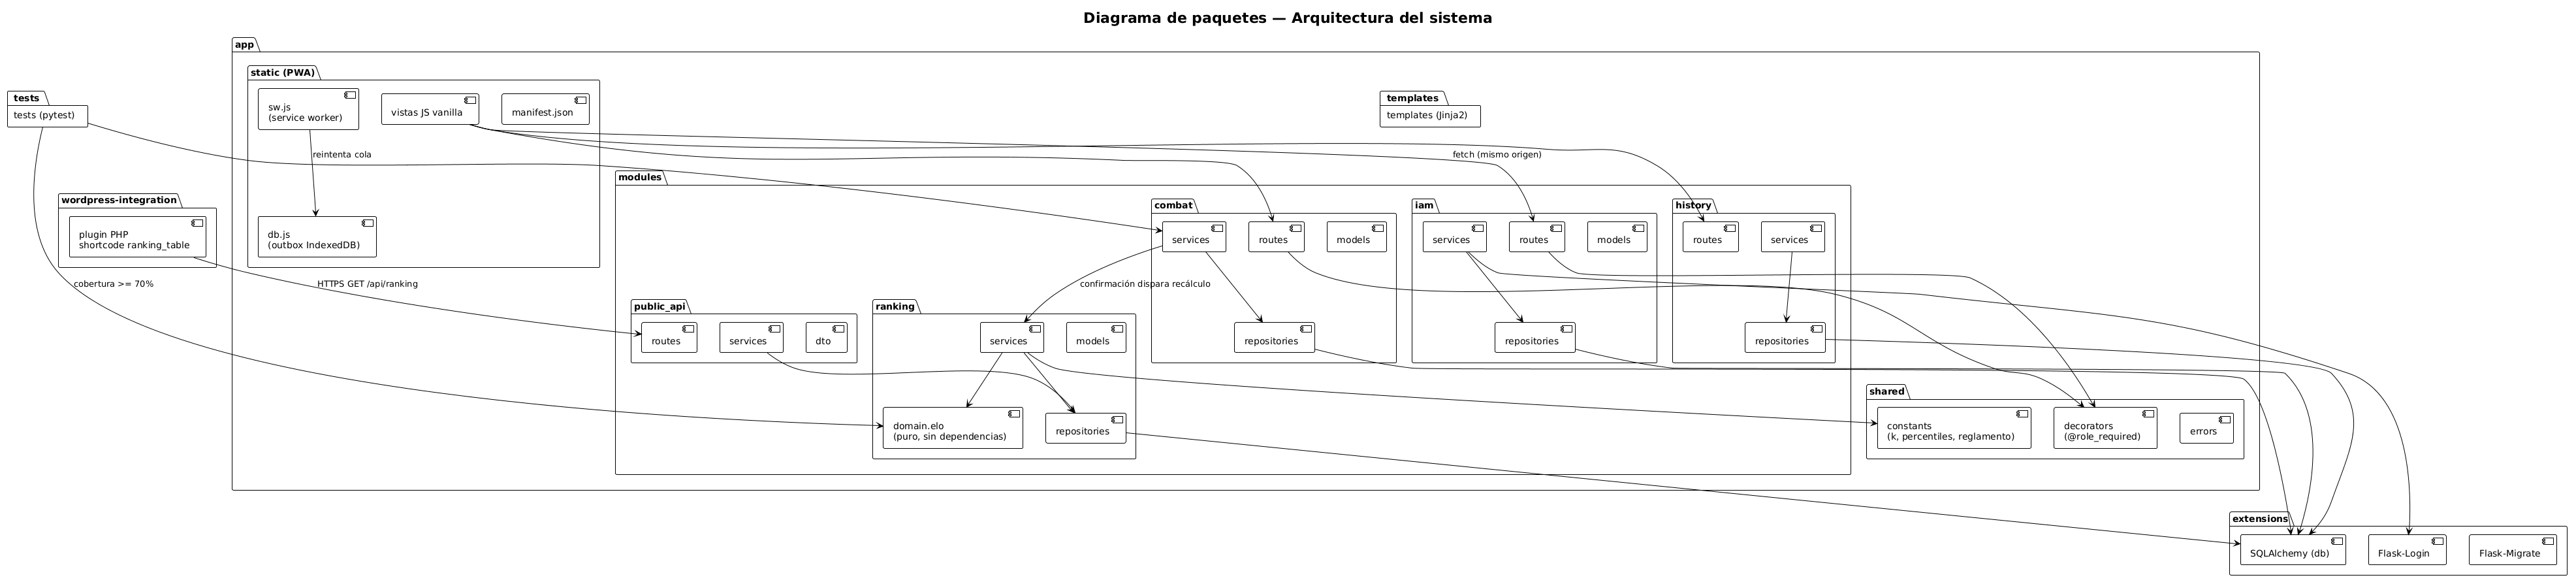 Diagrama de paquetes — Arquitectura del sistema
app
static (PWA)
sw.js
(service worker)
vistas JS vanilla
manifest.json
tests
tests (pytest)
templates
templates (Jinja2)
reintenta cola
fetch (mismo origen)
modules
wordpress-integration
plugin PHP
shortcode ranking_table
db.js
(outbox IndexedDB)
combat
services
routes
models
iam
services
routes
models
history
routes
services
cobertura >= 70%
HTTPS GET /api/ranking
confirmación dispara recálculo
public_api
routes
services
dto
ranking
services
models
repositories
repositories
repositories
domain.elo
(puro, sin dependencias)
repositories
shared
constants
(k, percentiles, reglamento)
decorators
(@role_required)
errors
extensions
SQLAlchemy (db)
Flask-Login
Flask-Migrate